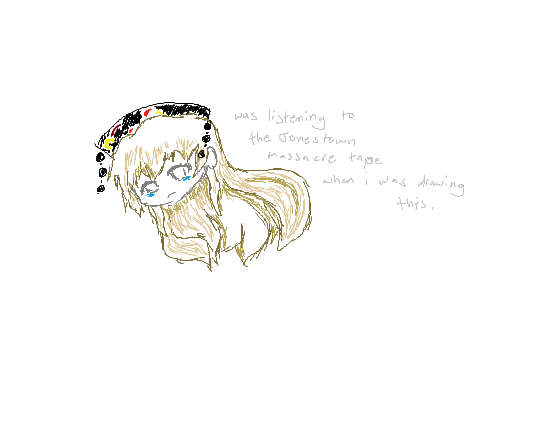 was listening to
the Jonestown
massacre tape
when i was drawing
this.